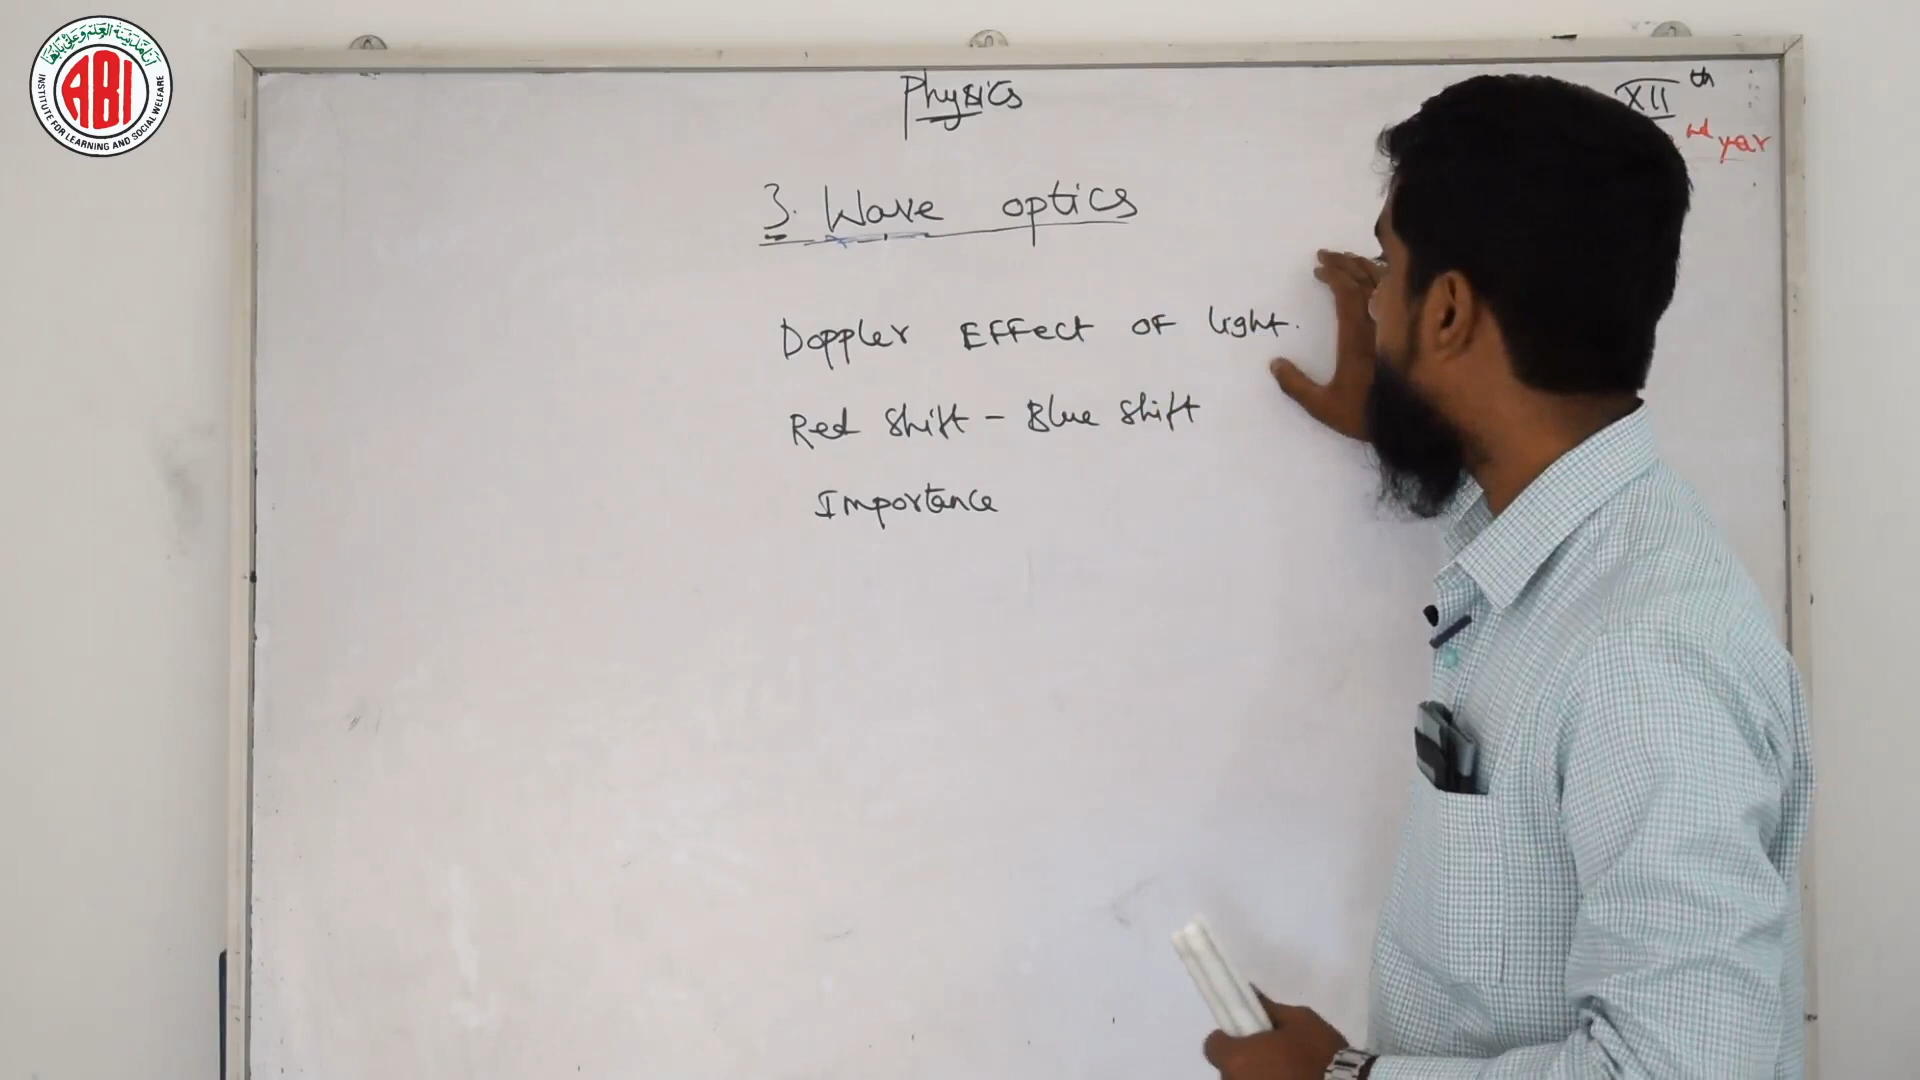 ABI
INSTITUTE FOR LEARNING AND SOCIAL WELFARE
Physics
XII th
nd year
3. Wave optics
Doppler Effect of light.
Red Shift - Blue Shift
Importance